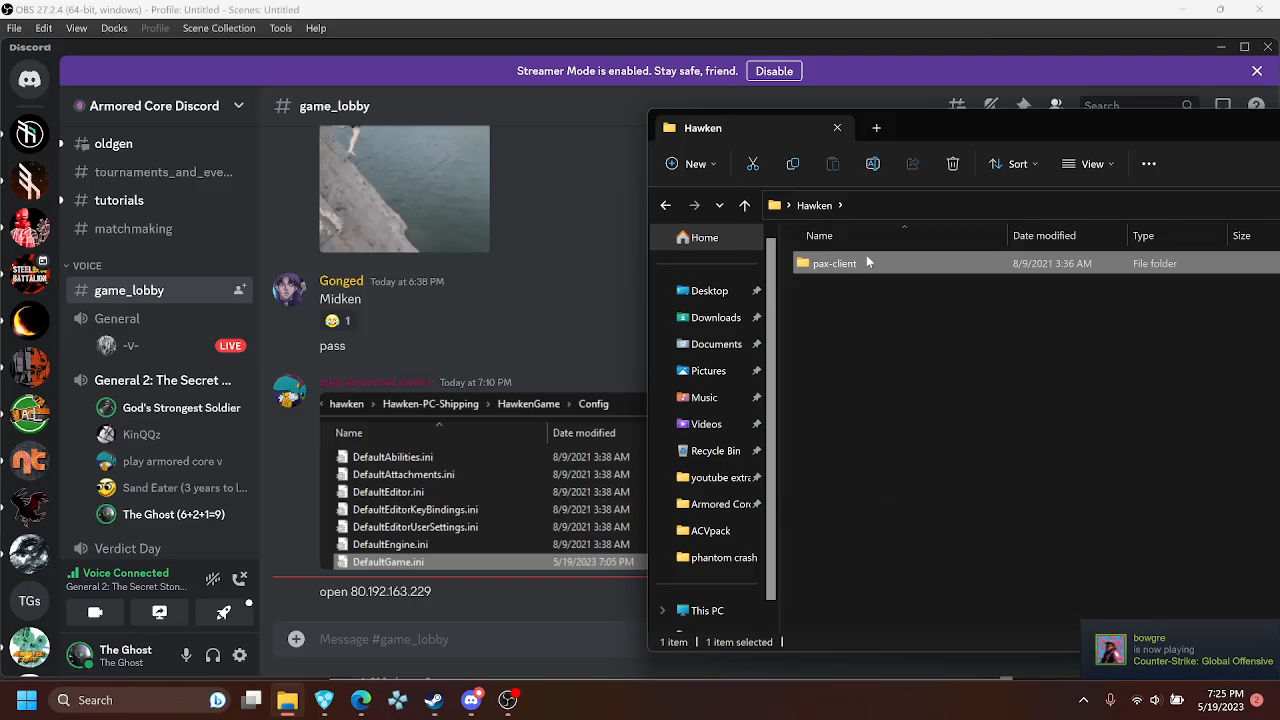 OBS 27.2.4 (64-bit, windows) - Profile: Untitled - Scenes: Untitled
File Edit View Docks Profile Scene Collection Tools Help
Discord
Streamer Mode is enabled. Stay safe, friend. Disable
Armored Core Discord
# game_lobby
Search
# oldgen
# tournaments_and_eve...
# tutorials
# matchmaking
VOICE
game_lobby
General
-V-
LIVE
General 2: The Secret ...
God's Strongest Soldier
KinQQz
play armored core v
Sand Eater (3 years to l...
The Ghost (6+2+1=9)
Verdict Day
Voice Connected
General 2: The Secret Ston...
The Ghost
The Ghost
TGs
Gonged Today at 6:38 PM
Midken
1
pass
play armored core v Today at 7:10 PM
hawken > Hawken-PC-Shipping > HawkenGame > Config
Name Date modified
DefaultAbilities.ini 8/9/2021 3:38 AM
DefaultAttachments.ini 8/9/2021 3:38 AM
DefaultEditor.ini 8/9/2021 3:38 AM
DefaultEditorKeyBindings.ini 8/9/2021 3:38 AM
DefaultEditorUserSettings.ini 8/9/2021 3:38 AM
DefaultEngine.ini 8/9/2021 3:38 AM
DefaultGame.ini 5/19/2023 7:05 PM
open 80.192.163.229
Message #game_lobby
Hawken
New Sort View
Hawken >
Home
Desktop
Downloads
Documents
Pictures
Music
Videos
Recycle Bin
youtube extra
Armored Cor
ACVpack
phantom crash
This PC
Name Date modified Type Size
pax-client 8/9/2021 3:36 AM File folder
1 item 1 item selected
bowgre
is now playing
Counter-Strike: Global Offensive
Search
7:25 PM
5/19/2023
2